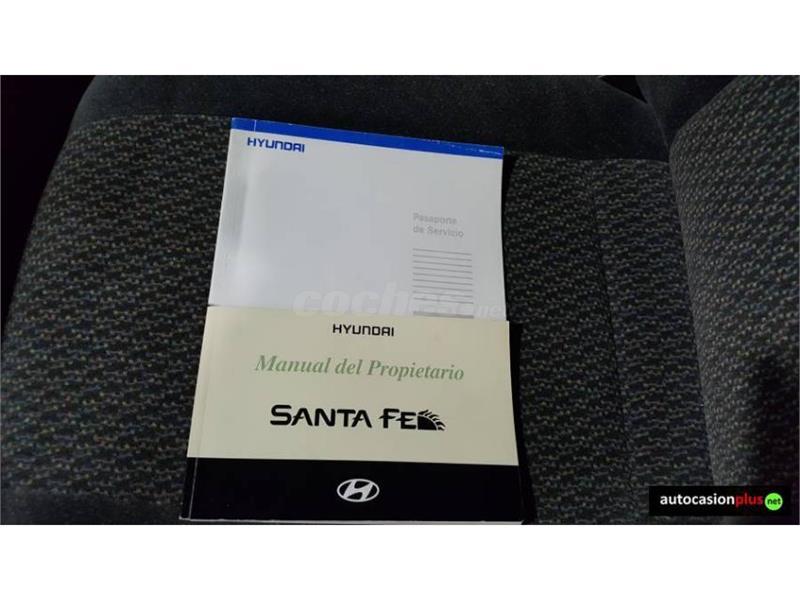 HYUNDAI
Pasaporte
de Servicio
coches.net
HYUNDAI
Manual del Propietario
SANTA FE
autocasionplus.net